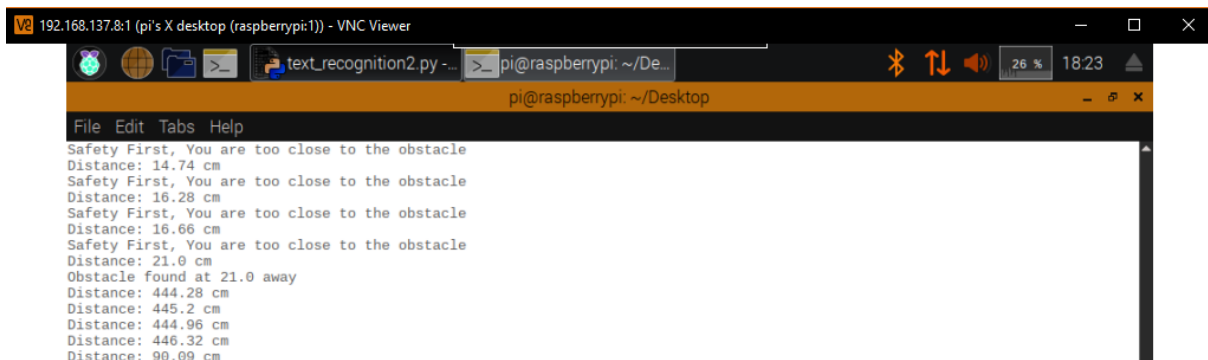 192.168.137.8:1 (pi's X desktop (raspberrypi:1)) - VNC Viewer
text_recognition2.py -... pi@raspberrypi: ~/De... 26 % 18:23
pi@raspberrypi: ~/Desktop
File Edit Tabs Help
Safety First, You are too close to the obstacle
Distance: 14.74 cm
Safety First, You are too close to the obstacle
Distance: 16.28 cm
Safety First, You are too close to the obstacle
Distance: 16.66 cm
Safety First, You are too close to the obstacle
Distance: 21.0 cm
Obstacle found at 21.0 away
Distance: 444.28 cm
Distance: 445.2 cm
Distance: 444.96 cm
Distance: 446.32 cm
Distance: 90.09 cm